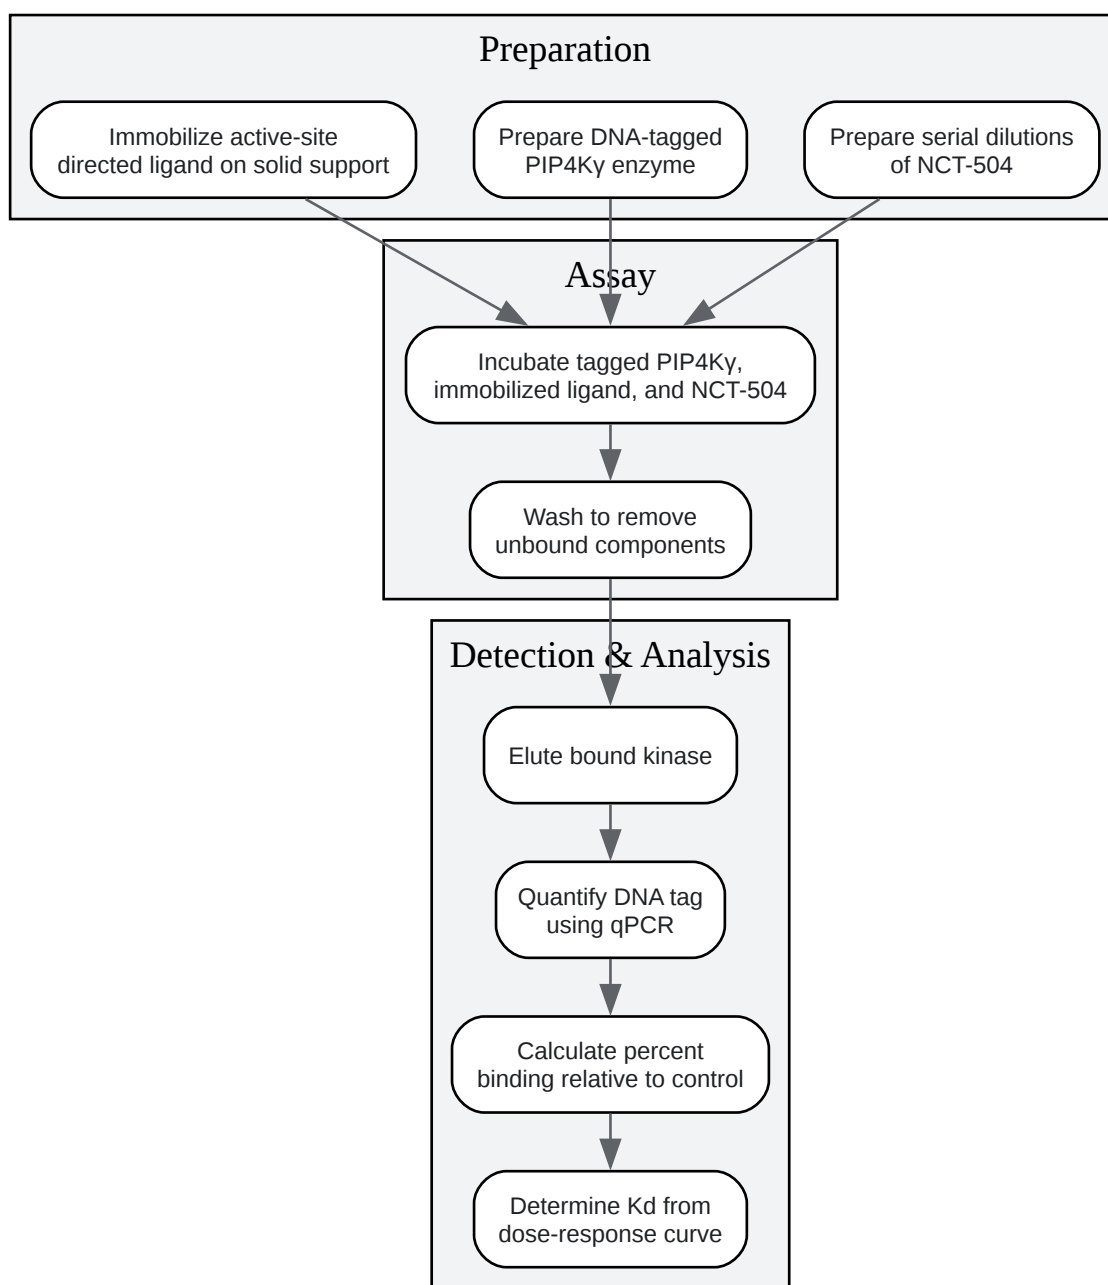 Preparation
Immobilize active-site
directed ligand on solid support
Prepare DNA-tagged
PIP4Kγ enzyme
Prepare serial dilutions
of NCT-504
Assay
Incubate tagged PIP4Kγ,
immobilized ligand, and NCT-504
Wash to remove
unbound components
Detection & Analysis
Elute bound kinase
Quantify DNA tag
using qPCR
Calculate percent
binding relative to control
Determine Kd from
dose-response curve